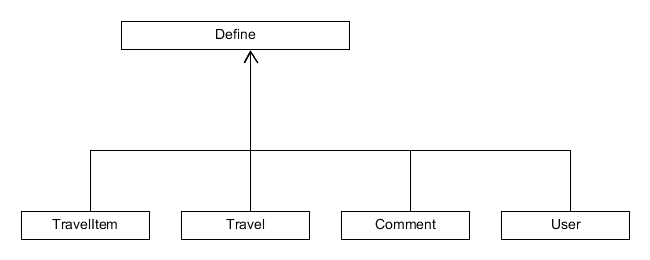 Define
TravelItem
Travel
Comment
User